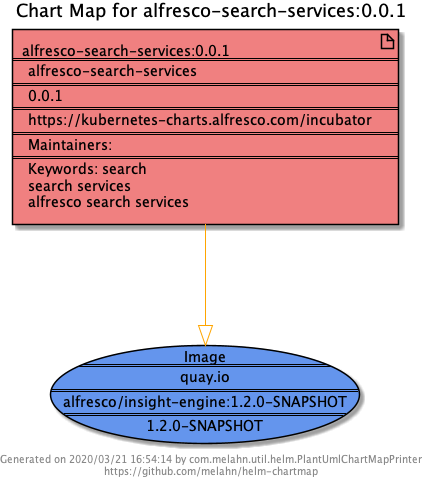 Chart Map for alfresco-search-services:0.0.1
alfresco-search-services:0.0.1
alfresco-search-services
0.0.1
https://kubernetes-charts.alfresco.com/incubator
Maintainers:
Keywords: search
search services
alfresco search services
Image
quay.io
alfresco/insight-engine:1.2.0-SNAPSHOT
1.2.0-SNAPSHOT
Generated on 2020/03/21 16:54:14 by com.melahn.util.helm.PlantUmlChartMapPrinter
https://github.com/melahn/helm-chartmap